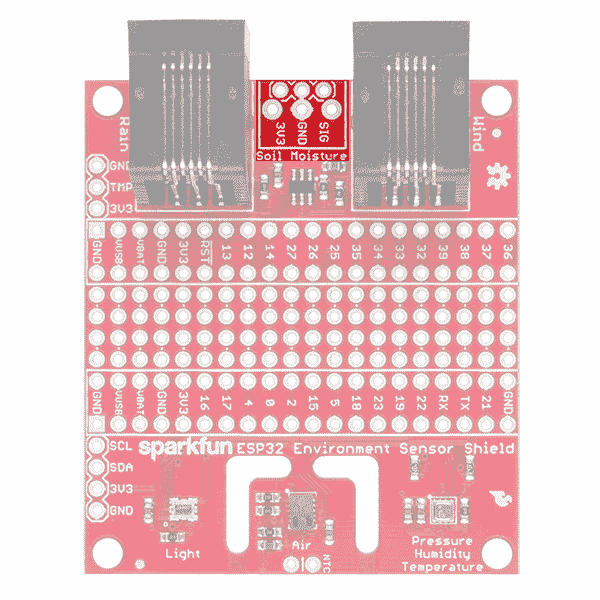 Rain
3V3 GND SIG
Soil Moisture
Wind
GND
TMP
3V3
GND VUSB VBAT GND 3V3 RST 13 12 14 27 26 25 35 34 33 32 39 38 37 36
GND VUSB VBAT GND 3V3 16 17 4 0 2 15 5 18 23 19 22 RX TX 21 GND
SCL
SDA
3V3
GND
sparkfun ESP32 Environment Sensor Shield
Light
Air
NTC
Pressure
Humidity
Temperature